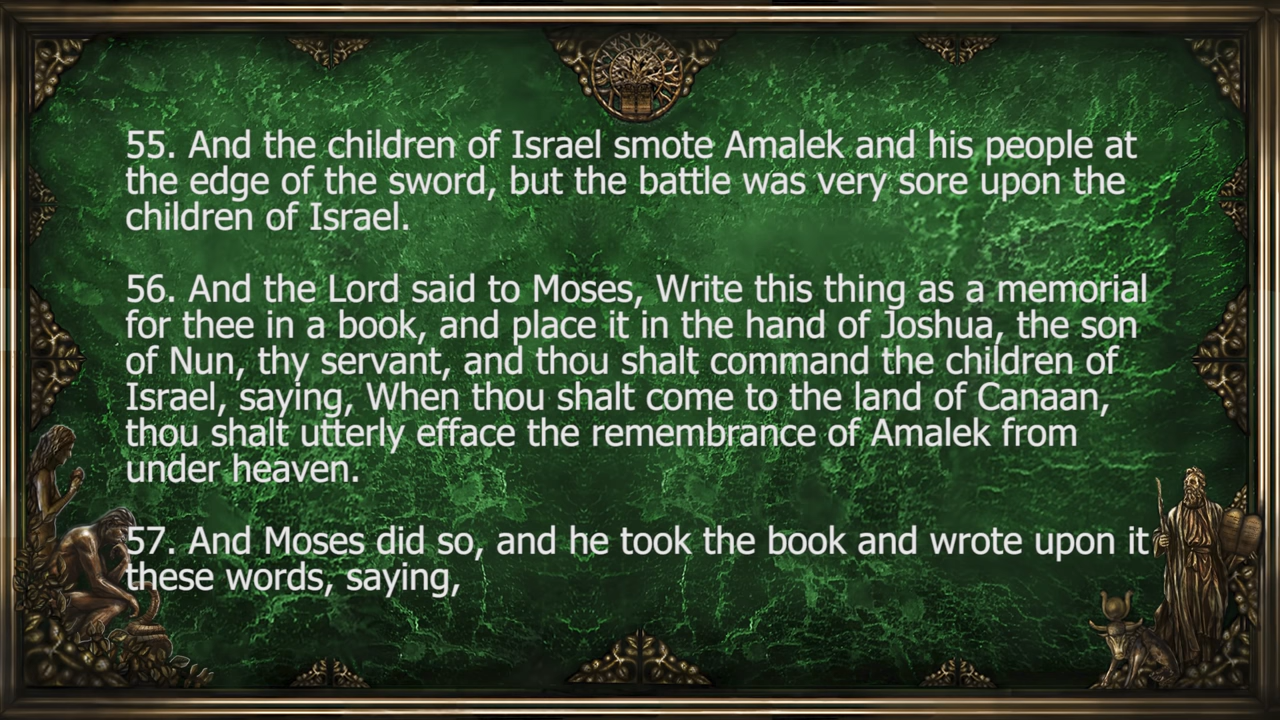 55. And the children of Israel smote Amalek and his people at
the edge of the sword, but the battle was very sore upon the
children of Israel.
56. And the Lord said to Moses, Write this thing as a memorial
for thee in a book, and place it in the hand of Joshua, the son
of Nun, thy servant, and thou shalt command the children of
Israel, saying, When thou shalt come to the land of Canaan,
thou shalt utterly efface the remembrance of Amalek from
under heaven.
57. And Moses did so, and he took the book and wrote upon it
these words, saying,